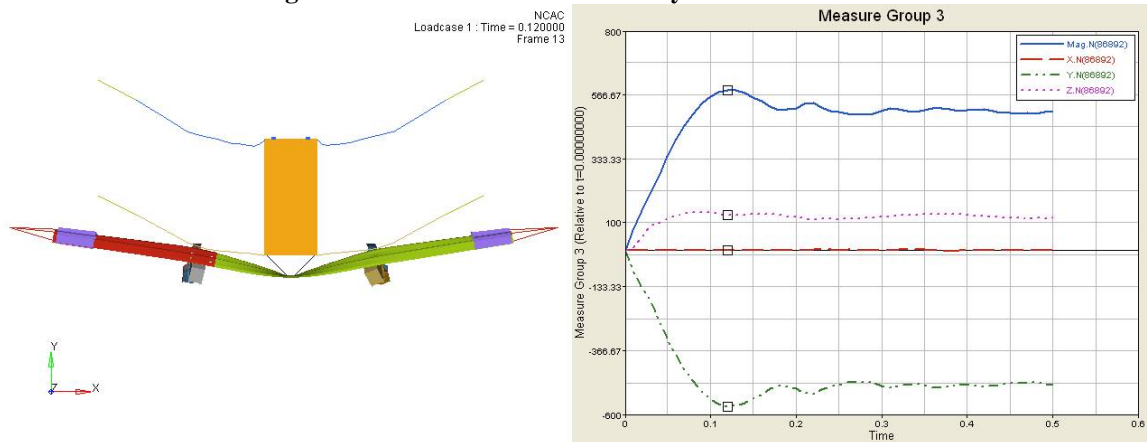 NCAC
Loadcase 1 : Time = 0.120000
Frame 13
Y
Z
X
Measure Group 3
Mag.N(86892)
X.N(86892)
Y.N(86892)
Z.N(86892)
Measure Group 3 (Relative to t=0.00000000)
800
566.67
333.33
100
-133.33
-366.67
-600
0
0.1
0.2
0.3
0.4
0.5
0.6
Time